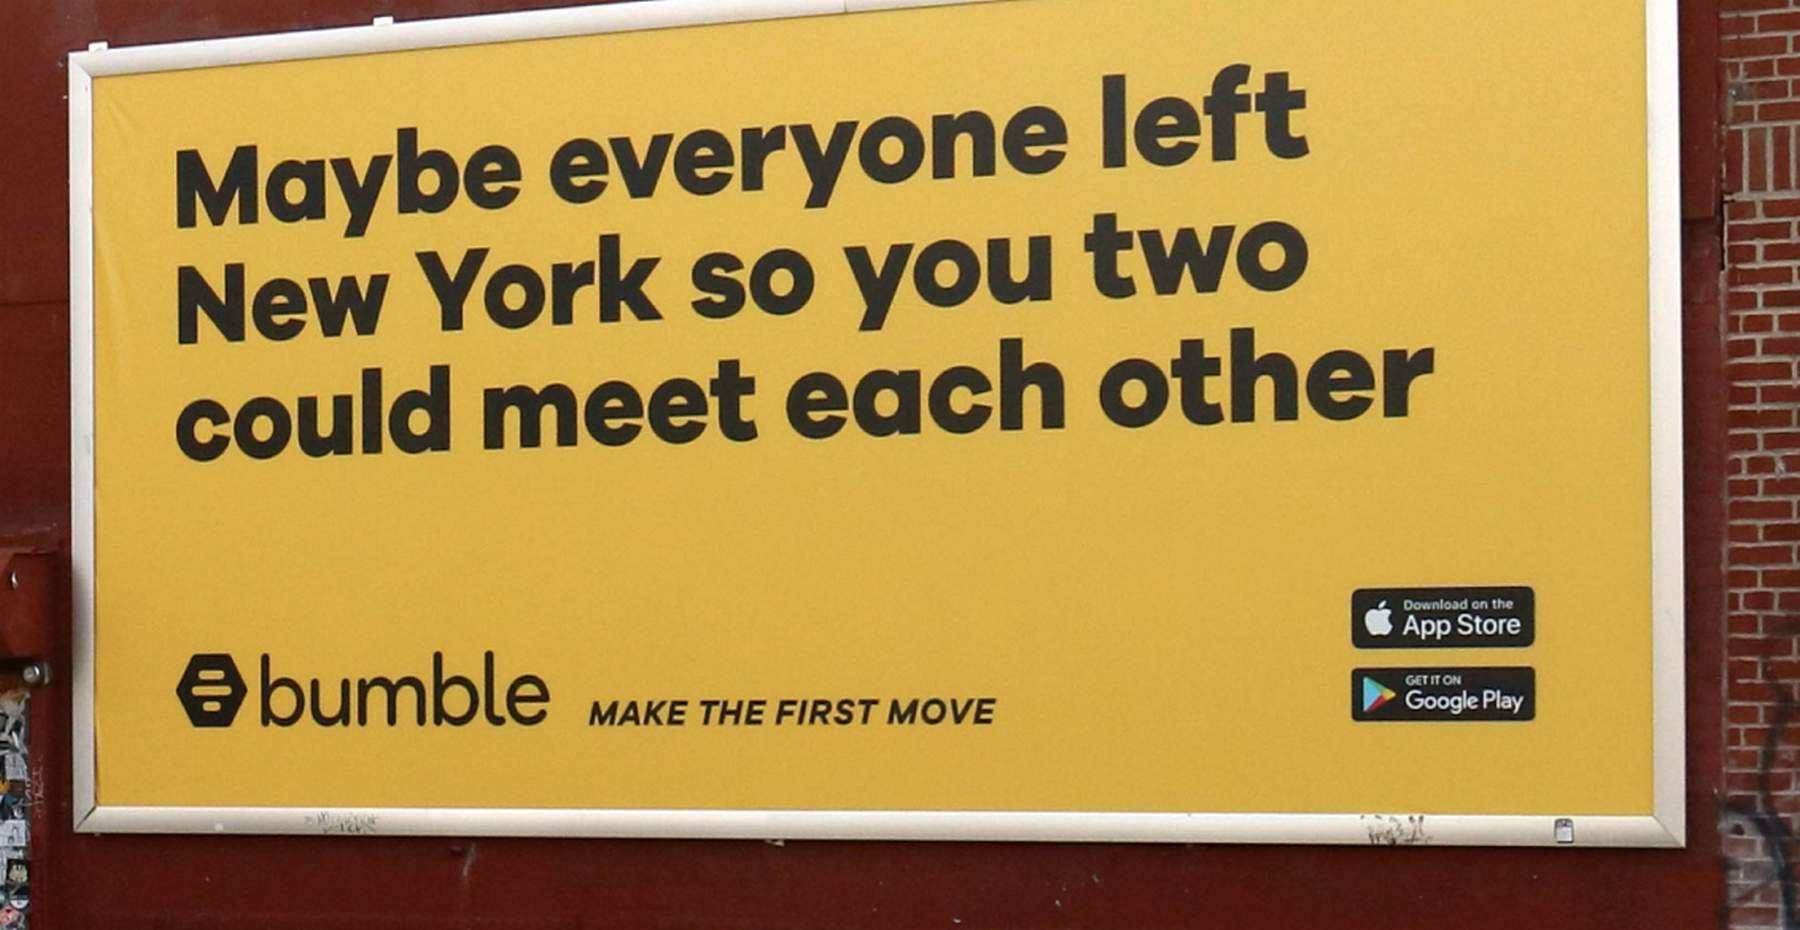 Maybe everyone left
New York so you two
could meet each other
bumble MAKE THE FIRST MOVE
Download on the
App Store
GET IT ON
Google Play